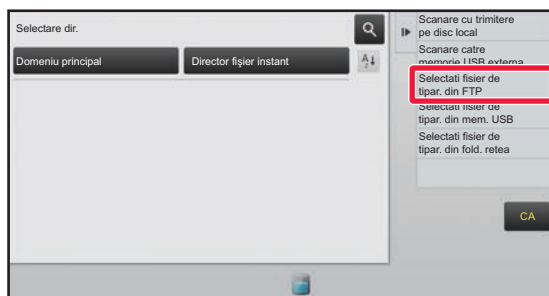 Selectare dir.
Domeniu principal
Director fişier instant
Scanare cu trimitere
pe disc local
Scanare catre
memorie USB externa
Selectati fisier de
tipar. din FTP
Selectati fisier de
tipar. din mem. USB
Selectati fisier de
tipar. din fold. retea
CA